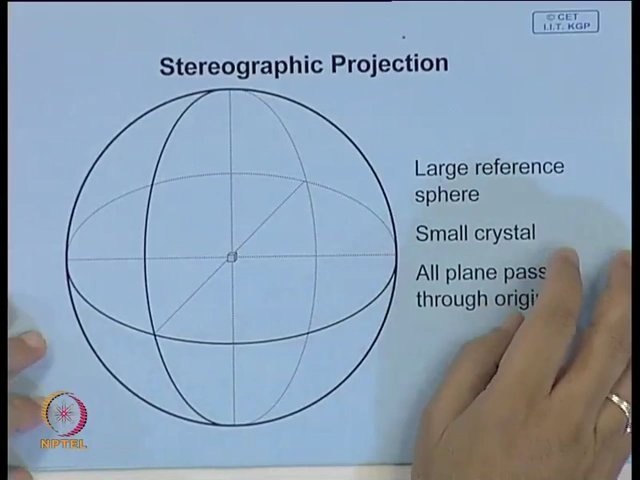 © CET
I.I.T. KGP
Stereographic Projection
Large reference
sphere
Small crystal
All plane pass
through origi
NPTEL